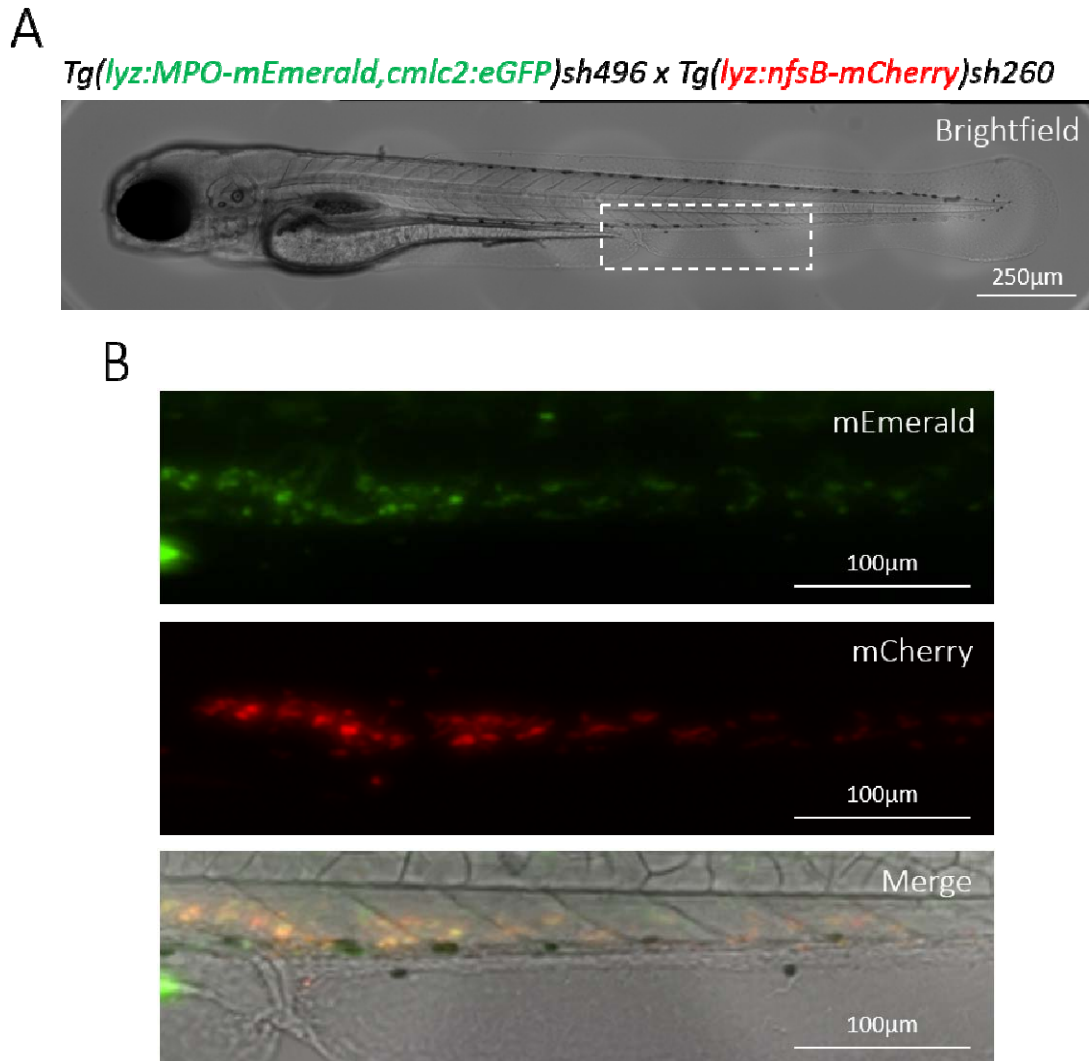 A
Tg(lyz:MPO-mEmerald,cmlc2:eGFP)sh496 x Tg(lyz:nfsB-mCherry)sh260
Brightfield
250µm
B
mEmerald
100µm
mCherry
100µm
Merge
100µm